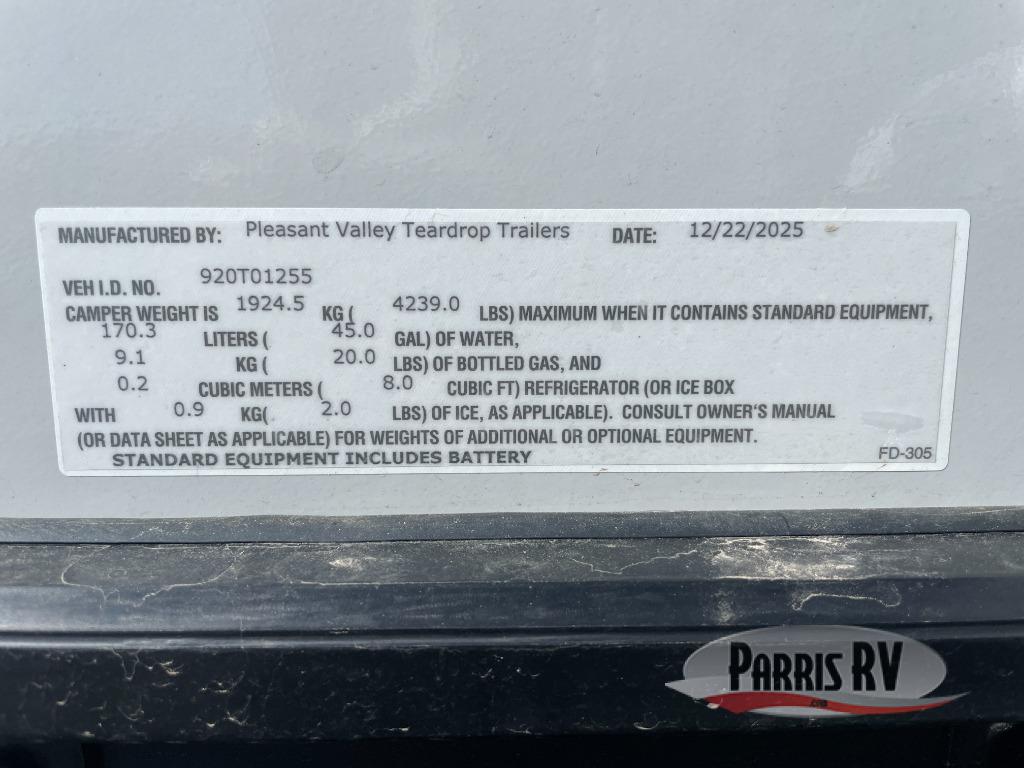 MANUFACTURED BY: Pleasant Valley Teardrop Trailers DATE: 12/22/2025
VEH I.D. NO. 920T01255
CAMPER WEIGHT IS 1924.5 KG ( 4239.0 LBS) MAXIMUM WHEN IT CONTAINS STANDARD EQUIPMENT,
170.3 LITERS ( 45.0 GAL) OF WATER,
9.1 KG ( 20.0 LBS) OF BOTTLED GAS, AND
0.2 CUBIC METERS ( 8.0 CUBIC FT) REFRIGERATOR (OR ICE BOX
WITH 0.9 KG( 2.0 LBS) OF ICE, AS APPLICABLE). CONSULT OWNER'S MANUAL
(OR DATA SHEET AS APPLICABLE) FOR WEIGHTS OF ADDITIONAL OR OPTIONAL EQUIPMENT.
STANDARD EQUIPMENT INCLUDES BATTERY FD-305
PARRIS RV
.com